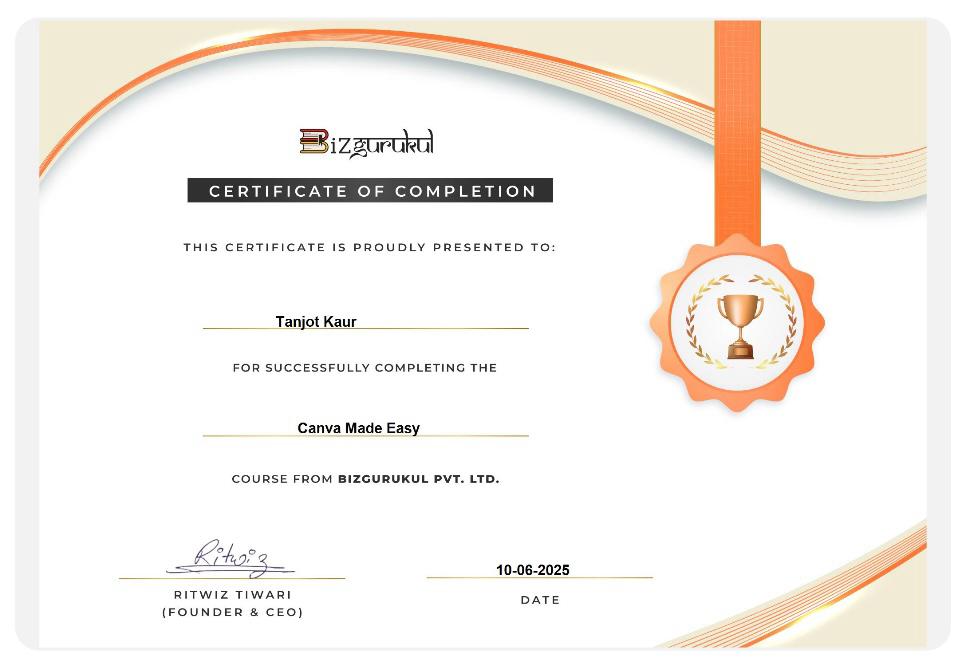 Bizgurukul
CERTIFICATE OF COMPLETION
THIS CERTIFICATE IS PROUDLY PRESENTED TO:
Tanjot Kaur
FOR SUCCESSFULLY COMPLETING THE
Canva Made Easy
COURSE FROM BIZGURUKUL PVT. LTD.
Ritwiz
10-06-2025
RITWIZ TIWARI
(FOUNDER & CEO)
DATE